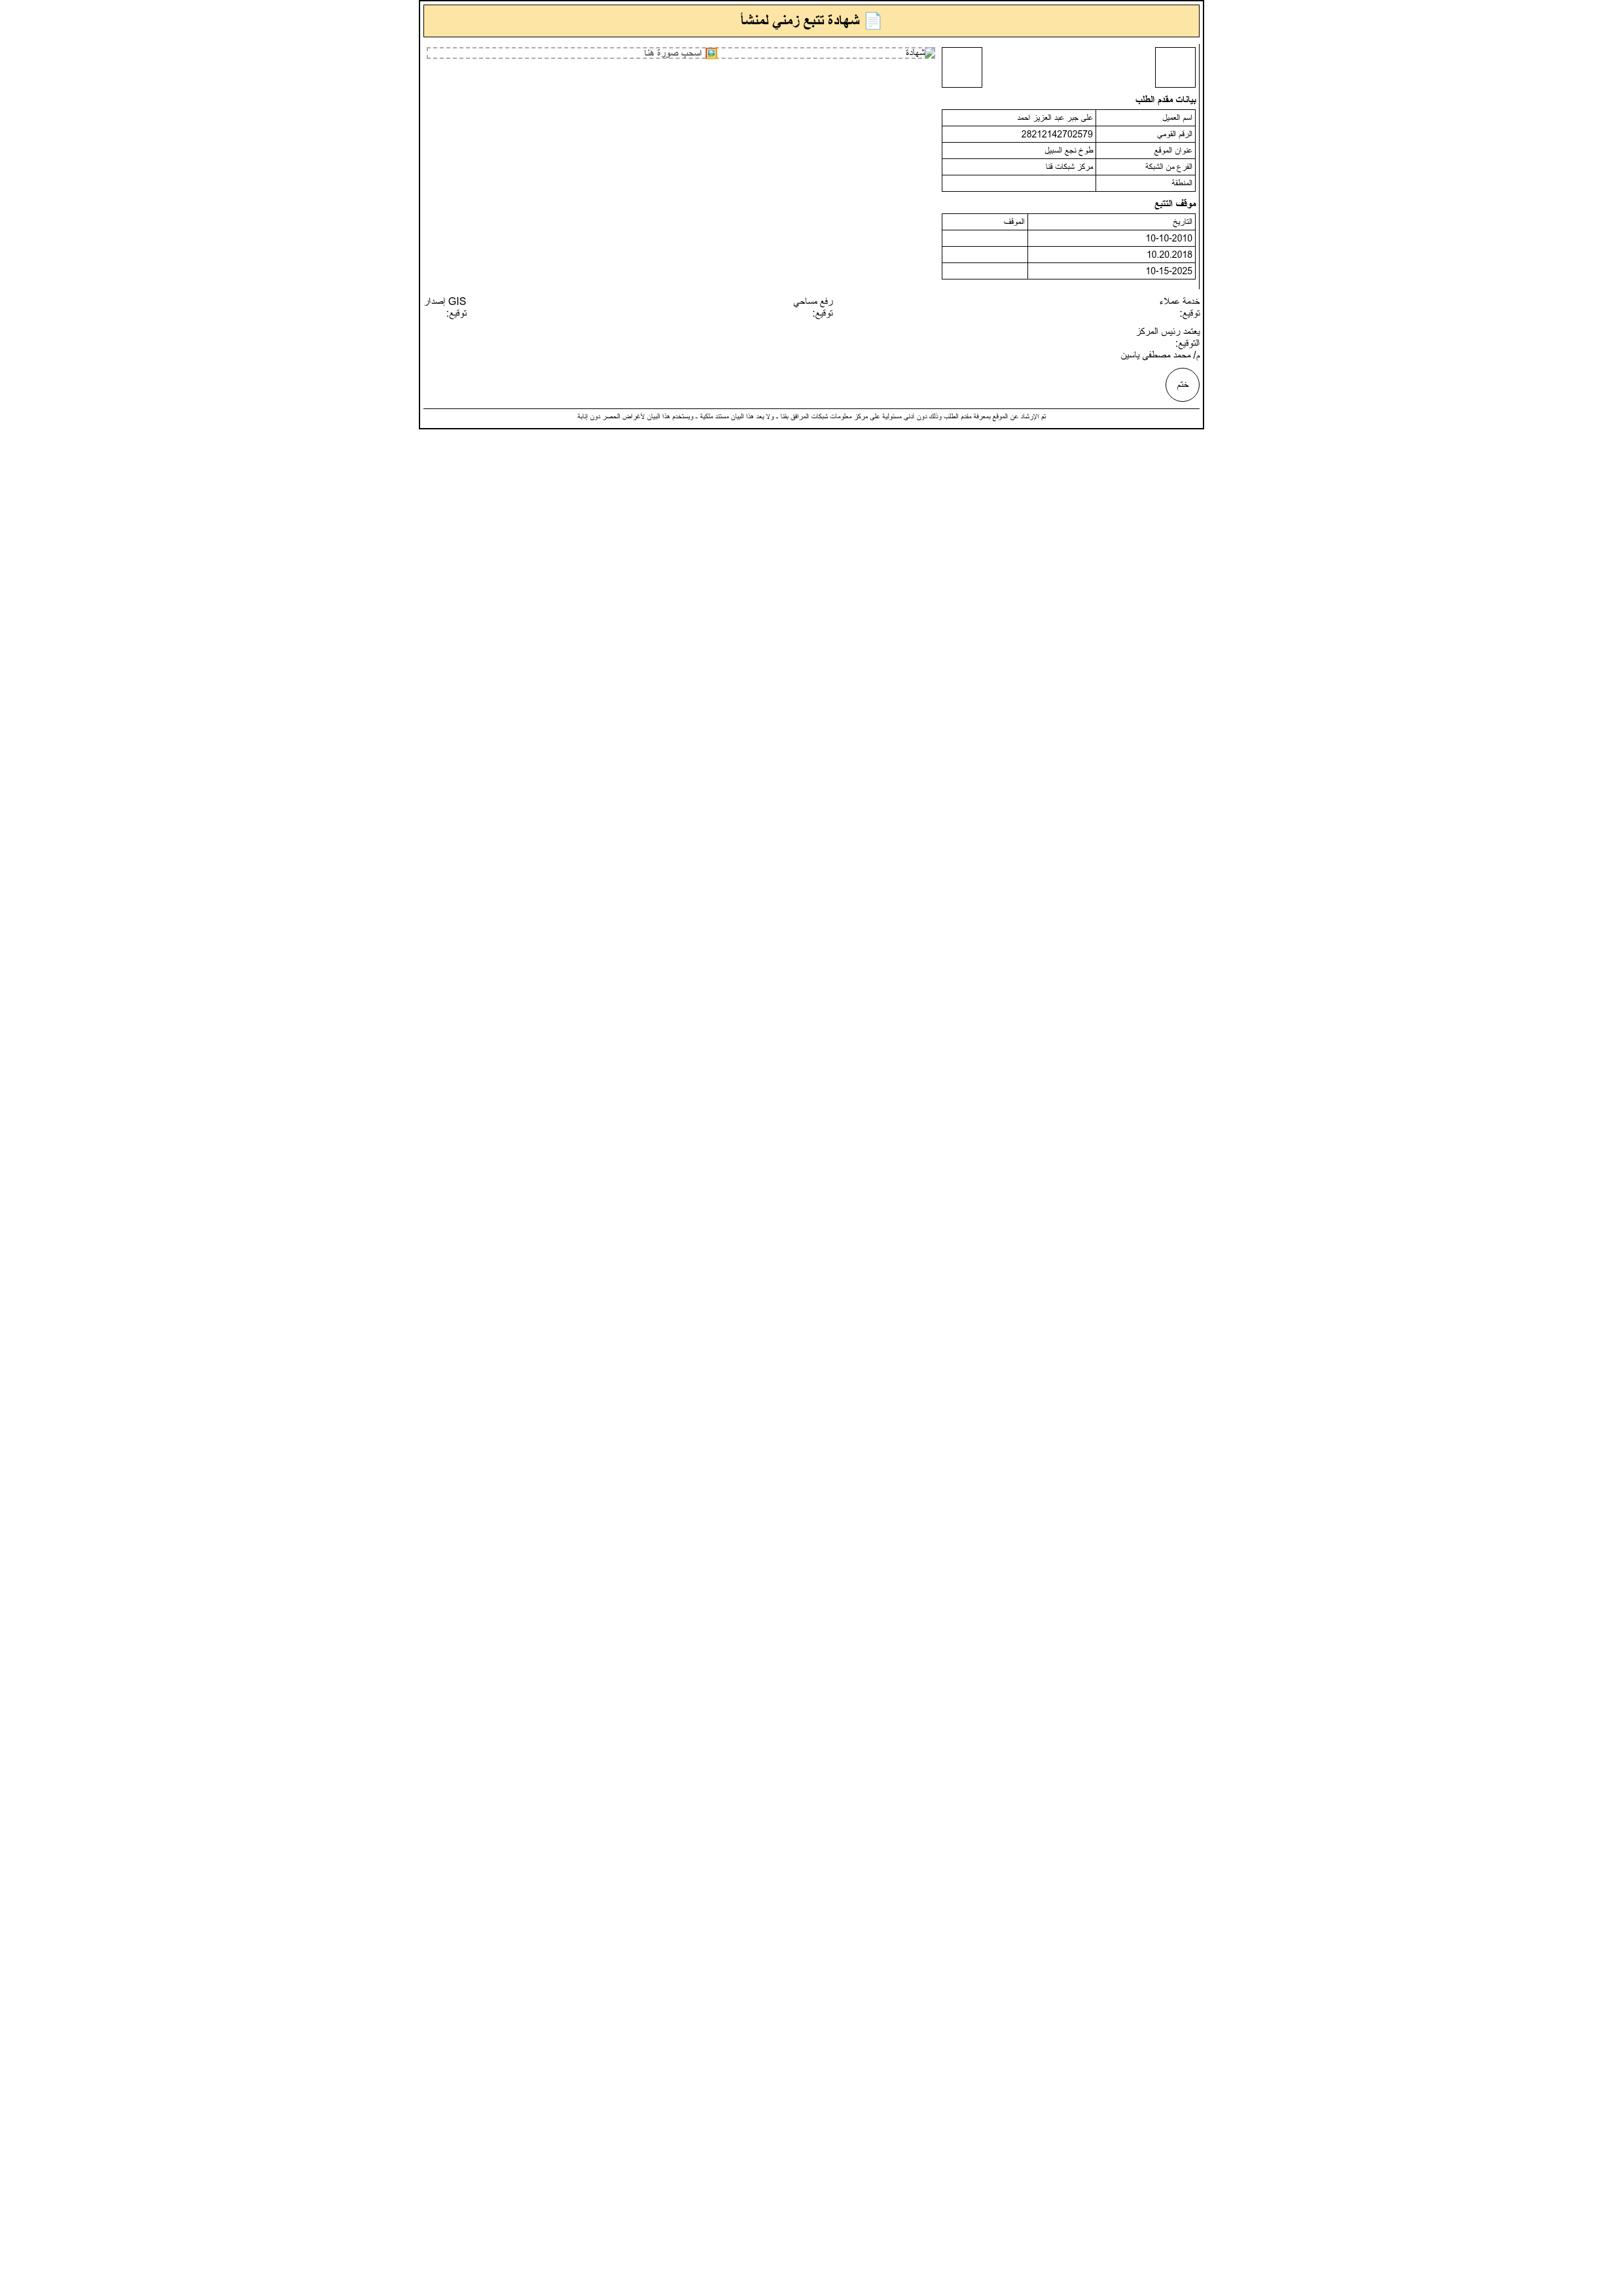 📄 شهادة تتبع زمني لمنشأ
بيانات مقدم الطلب
اسم العميل على جبر عبد العزيز احمد
الرقم القومي 28212142702579
عنوان الموقع طوخ نجع السبيل
الفرع من الشبكة مركز شبكات قنا
المنطقة
موقف التتبع
التاريخ الموقف
10-10-2010
10.20.2018
10-15-2025
شهادة
🖼️ اسحب صورة هنا
خدمة عملاء
توقيع:
رفع مساحي
توقيع:
إصدار GIS
توقيع:
يعتمد رئيس المركز
التوقيع:
م/ محمد مصطفى ياسين
ختم
تم الإرشاد عن الموقع بمعرفة مقدم الطلب وذلك دون أدنى مسئولية على مركز معلومات شبكات المرافق بقنا ـ ولا يعد هذا البيان مستند ملكية ـ ويستخدم هذا البيان لأغراض الحصر دون إنابة